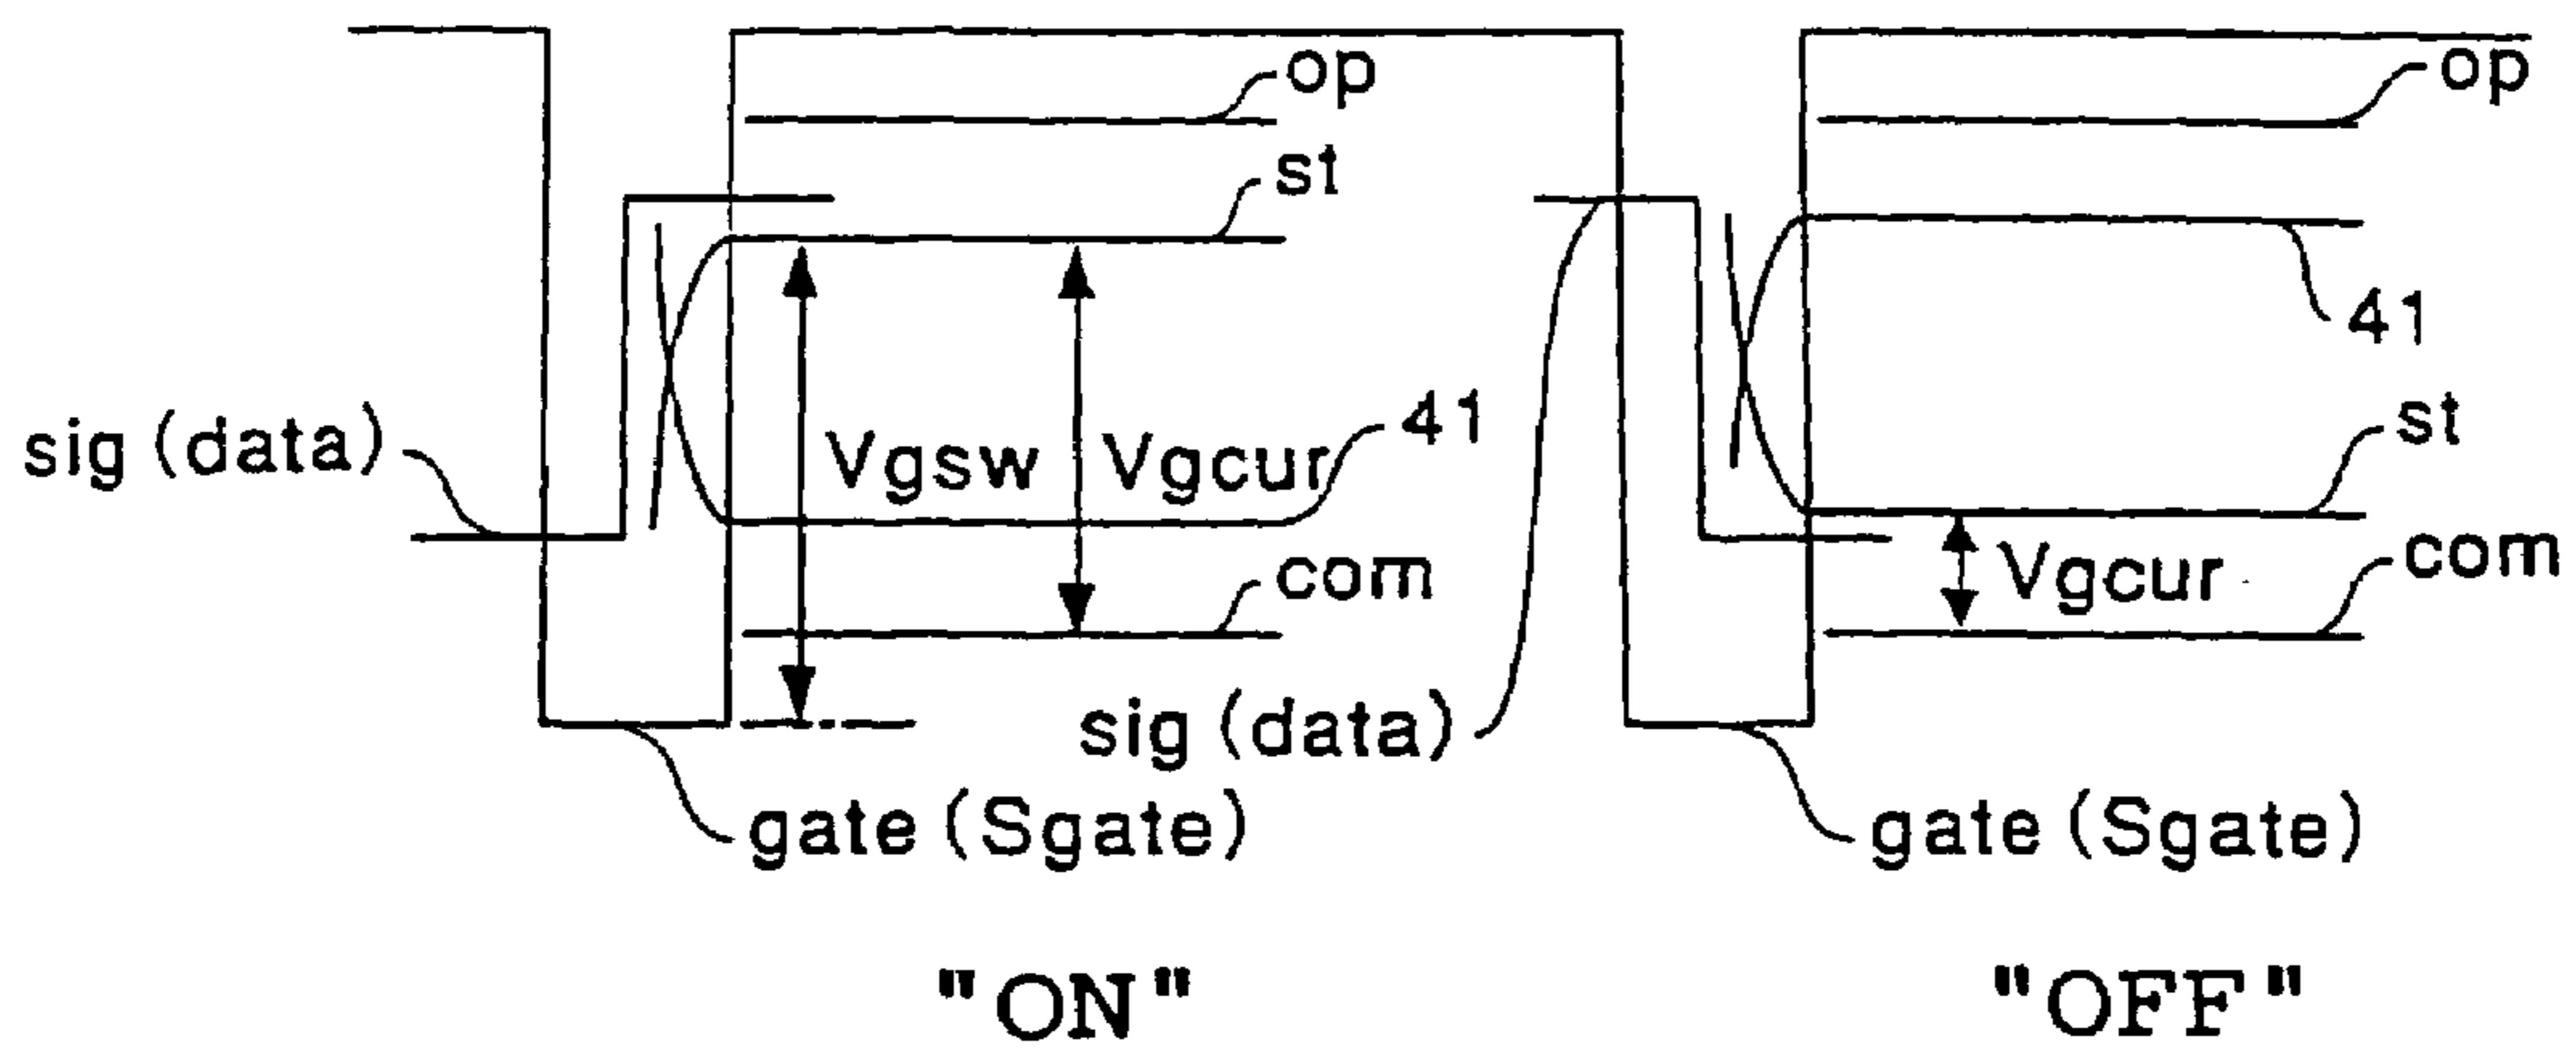 op
op
st
41
sig (data)
Vgsw
Vgcur
41
st
com
Vgcur
com
sig (data)
gate (Sgate)
gate (Sgate)
"ON"
"OFF"